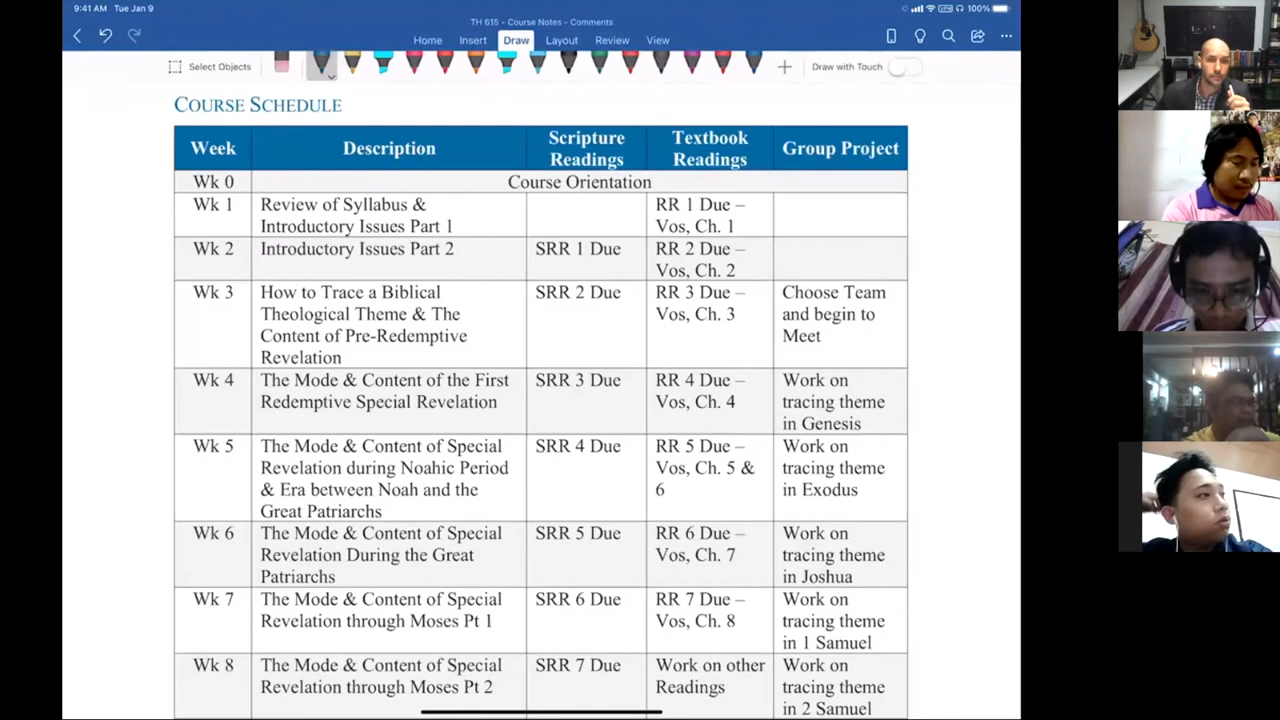 9:41 AM Tue Jan 9
100%
TH 615 - Course Notes - Comments
Home Insert Draw Layout Review View
Select Objects
Draw with Touch
COURSE SCHEDULE
Week Description Scripture Readings Textbook Readings Group Project
Wk 0 Course Orientation
Wk 1
Review of Syllabus &
Introductory Issues Part 1
RR 1 Due –
Vos, Ch. 1
Wk 2
Introductory Issues Part 2
SRR 1 Due
RR 2 Due –
Vos, Ch. 2
Wk 3
How to Trace a Biblical
Theological Theme & The
Content of Pre-Redemptive
Revelation
SRR 2 Due
RR 3 Due –
Vos, Ch. 3
Choose Team
and begin to
Meet
Wk 4
The Mode & Content of the First
Redemptive Special Revelation
SRR 3 Due
RR 4 Due –
Vos, Ch. 4
Work on
tracing theme
in Genesis
Wk 5
The Mode & Content of Special
Revelation during Noahic Period
& Era between Noah and the
Great Patriarchs
SRR 4 Due
RR 5 Due –
Vos, Ch. 5 &
6
Work on
tracing theme
in Exodus
Wk 6
The Mode & Content of Special
Revelation During the Great
Patriarchs
SRR 5 Due
RR 6 Due –
Vos, Ch. 7
Work on
tracing theme
in Joshua
Wk 7
The Mode & Content of Special
Revelation through Moses Pt 1
SRR 6 Due
RR 7 Due –
Vos, Ch. 8
Work on
tracing theme
in 1 Samuel
Wk 8
The Mode & Content of Special
Revelation through Moses Pt 2
SRR 7 Due
Work on other
Readings
Work on
tracing theme
in 2 Samuel